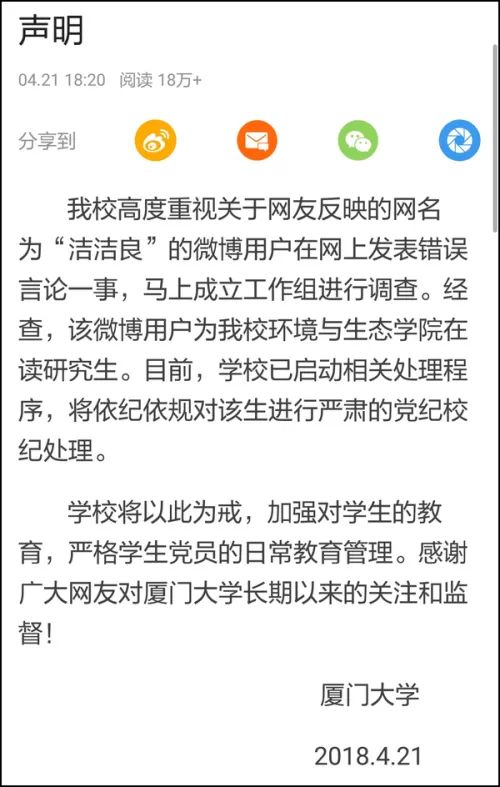 声明
04.21 18:20 阅读 18万+
分享到
我校高度重视关于网友反映的网名
为“洁洁良”的微博用户在网上发表错误
言论一事，马上成立工作组进行调查。经
查，该微博用户为我校环境与生态学院在
读研究生。目前，学校已启动相关处理程
序，将依纪依规对该生进行严肃的党纪校
纪处理。
学校将以此为戒，加强对学生的教
育，严格学生党员的日常教育管理。感谢
广大网友对厦门大学长期以来的关注和监
督！
厦门大学
2018.4.21